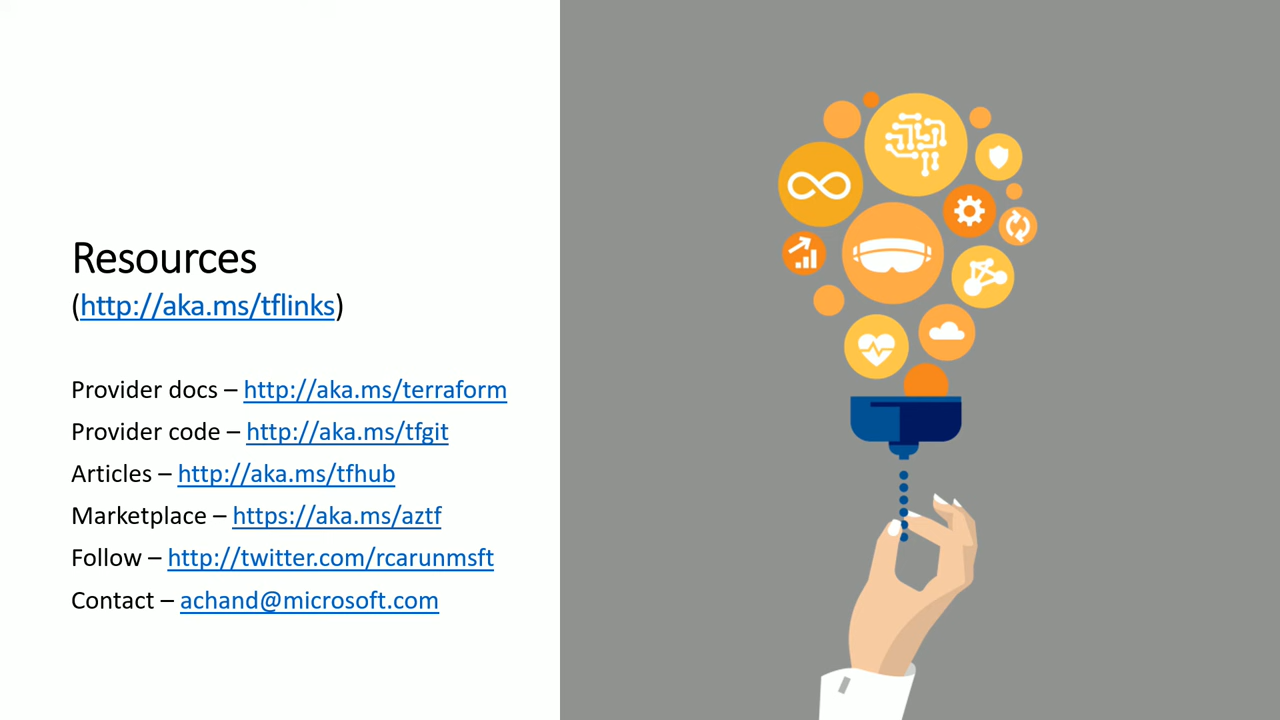 Resources
(http://aka.ms/tflinks)
Provider docs – http://aka.ms/terraform
Provider code – http://aka.ms/tfgit
Articles – http://aka.ms/tfhub
Marketplace – https://aka.ms/aztf
Follow – http://twitter.com/rcarunmsft
Contact – achand@microsoft.com